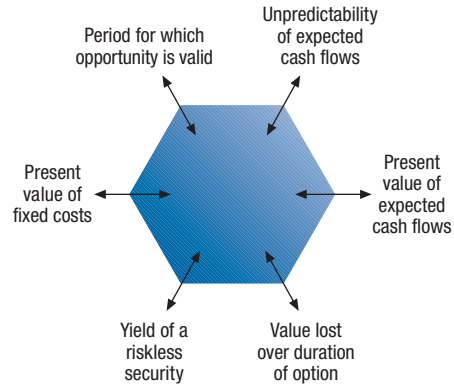 Period for which
opportunity is valid
Unpredictability
of expected
cash flows
Present
value of
fixed costs
Present
value of
expected
cash flows
Yield of a
riskless
security
Value lost
over duration
of option